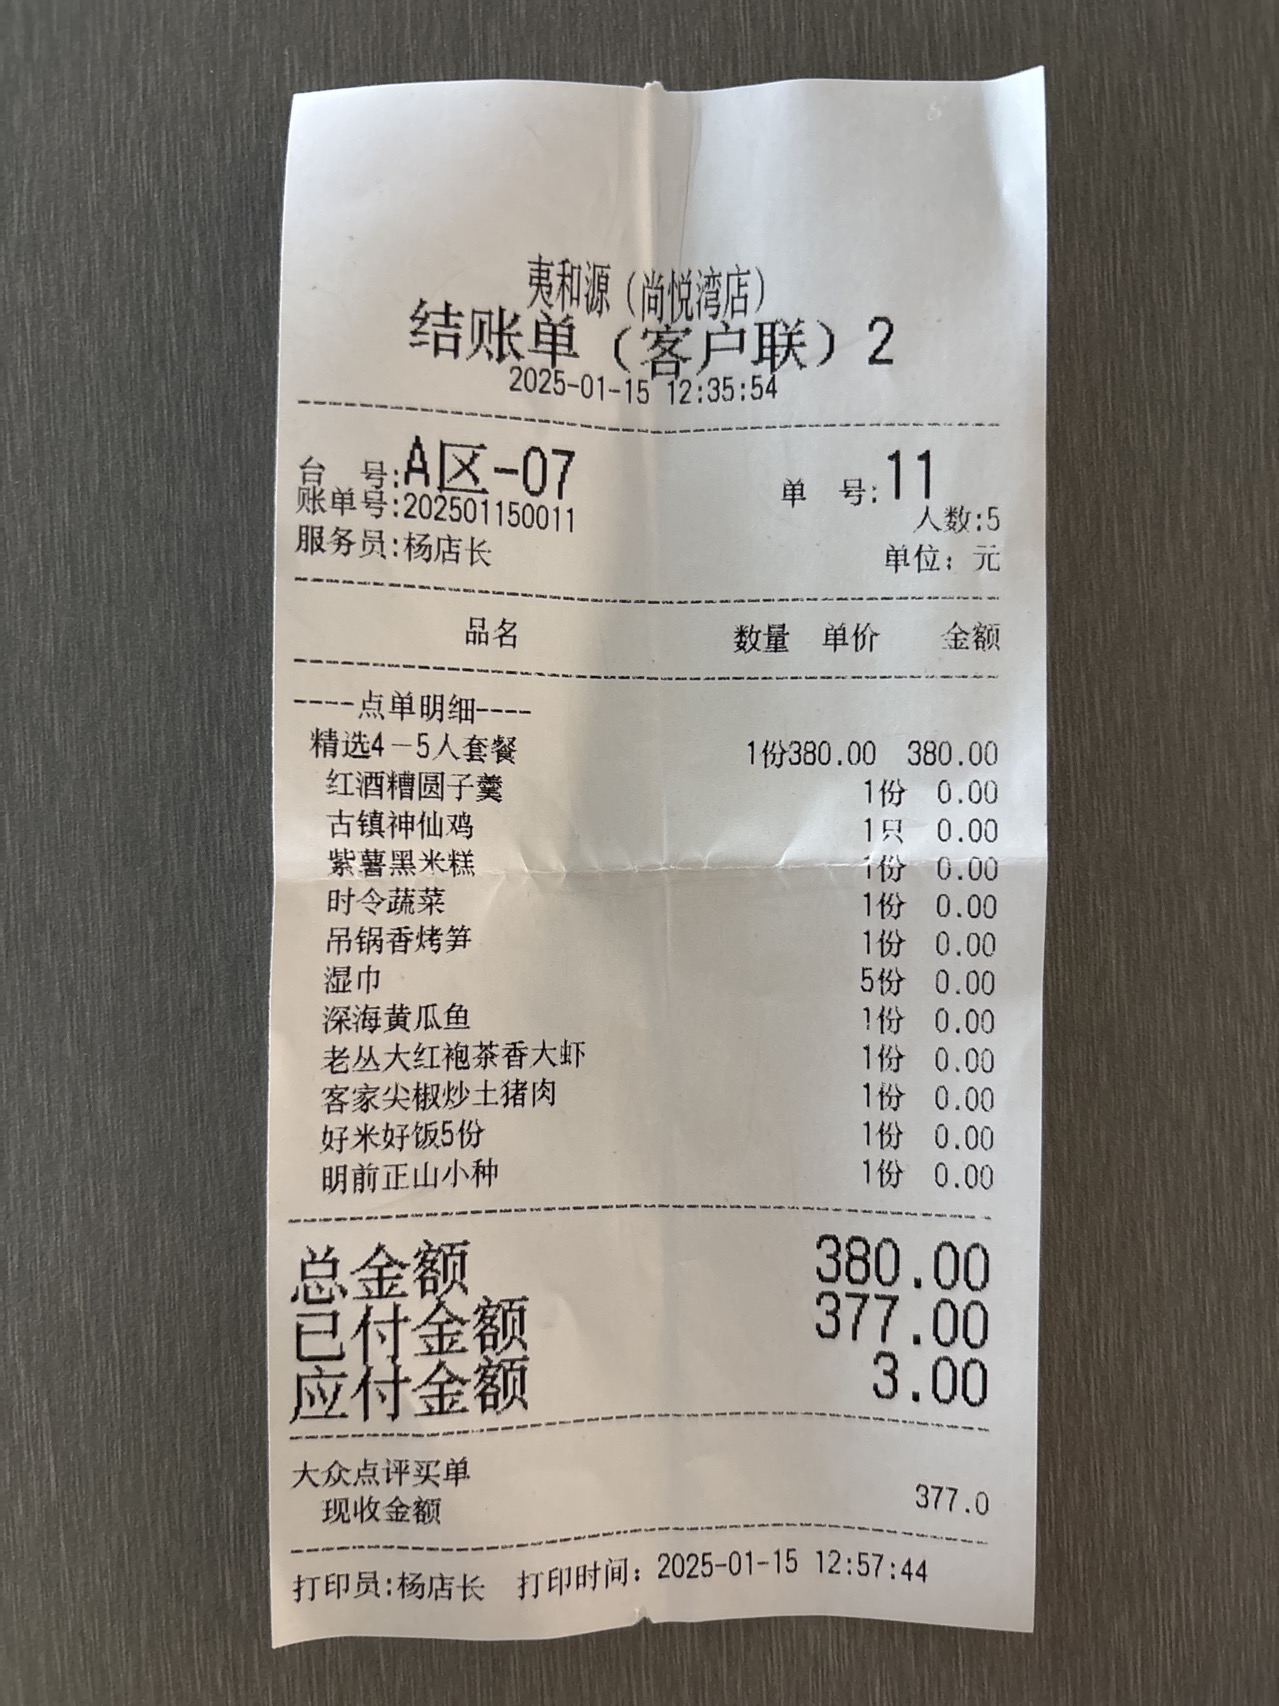 夷和源（尚悦湾店）
结账单（客户联）2
2025-01-15 12:35:54
台 号:A区-07 单 号:11
账单号:202501150011 人数:5
服务员:杨店长 单位：元
品名 数量 单价 金额
----点单明细----
精选4－5人套餐 1份380.00 380.00
红酒糟圆子羹 1份 0.00
古镇神仙鸡 1只 0.00
紫薯黑米糕 1份 0.00
时令蔬菜 1份 0.00
吊锅香烤笋 1份 0.00
湿巾 5份 0.00
深海黄瓜鱼 1份 0.00
老丛大红袍茶香大虾 1份 0.00
客家尖椒炒土猪肉 1份 0.00
好米好饭5份 1份 0.00
明前正山小种 1份 0.00
总金额 380.00
已付金额 377.00
应付金额 3.00
大众点评买单
现收金额 377.0
打印员:杨店长 打印时间：2025-01-15 12:57:44